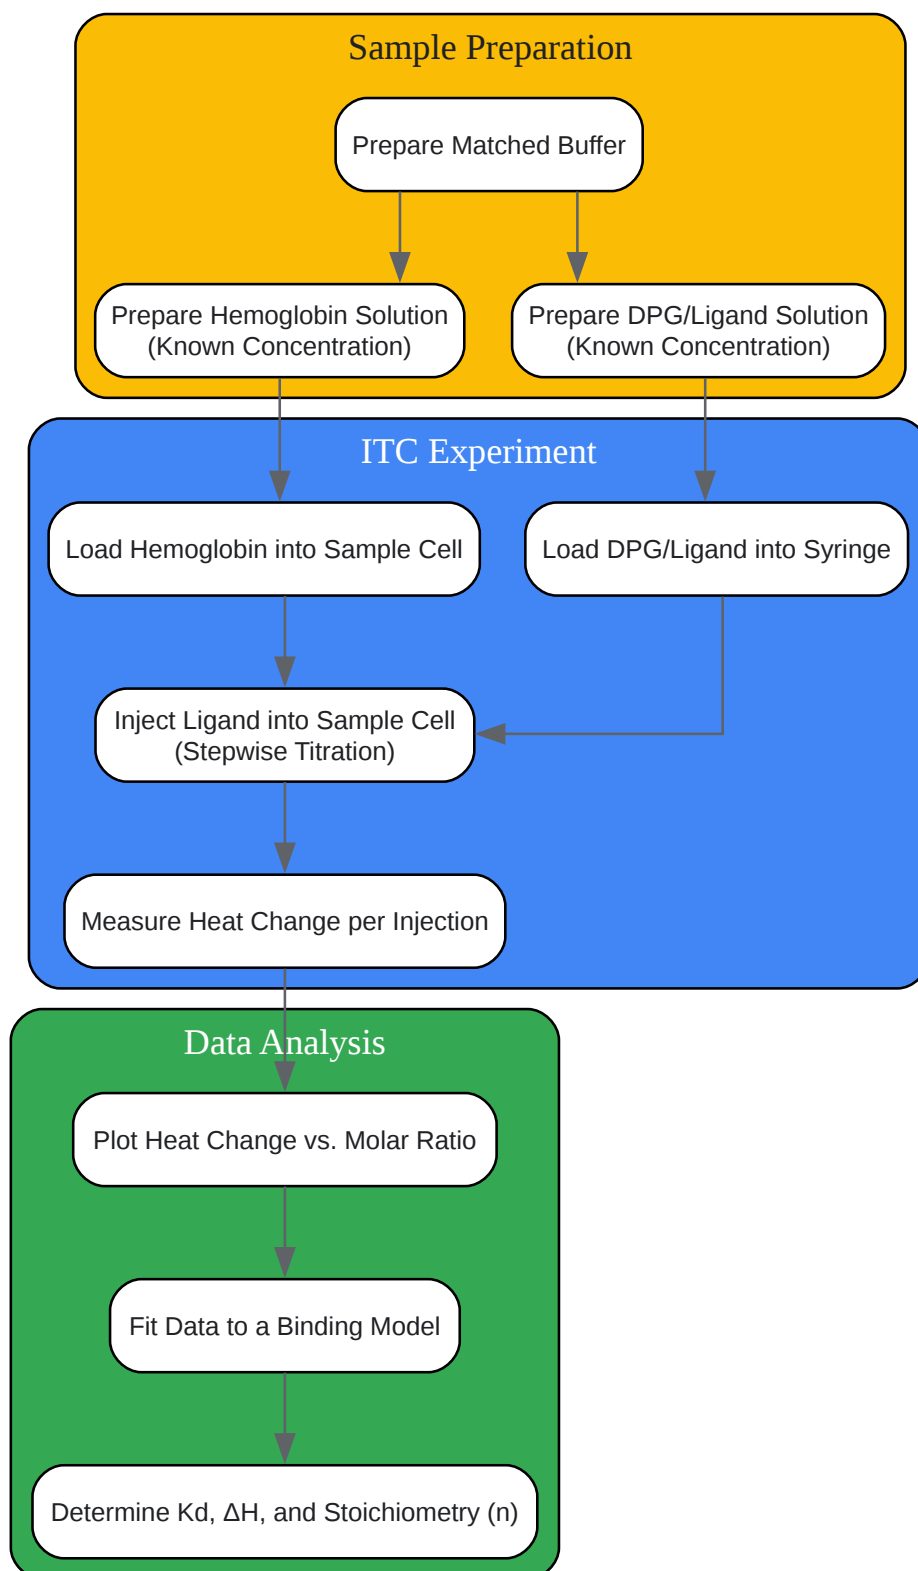 Sample Preparation
Prepare Matched Buffer
Prepare Hemoglobin Solution
(Known Concentration)
Prepare DPG/Ligand Solution
(Known Concentration)
ITC Experiment
Load Hemoglobin into Sample Cell
Load DPG/Ligand into Syringe
Inject Ligand into Sample Cell
(Stepwise Titration)
Measure Heat Change per Injection
Data Analysis
Plot Heat Change vs. Molar Ratio
Fit Data to a Binding Model
Determine Kd, ΔH, and Stoichiometry (n)